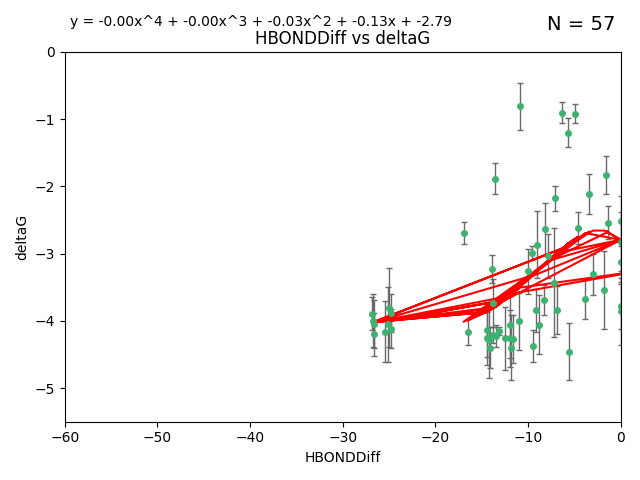 y = -0.00x^4 + -0.00x^3 + -0.03x^2 + -0.13x + -2.79
N = 57
HBONDDiff vs deltaG
0
−1
−2
−3
−4
−5
deltaG
−60 −50 −40 −30 −20 −10 0
HBONDDiff